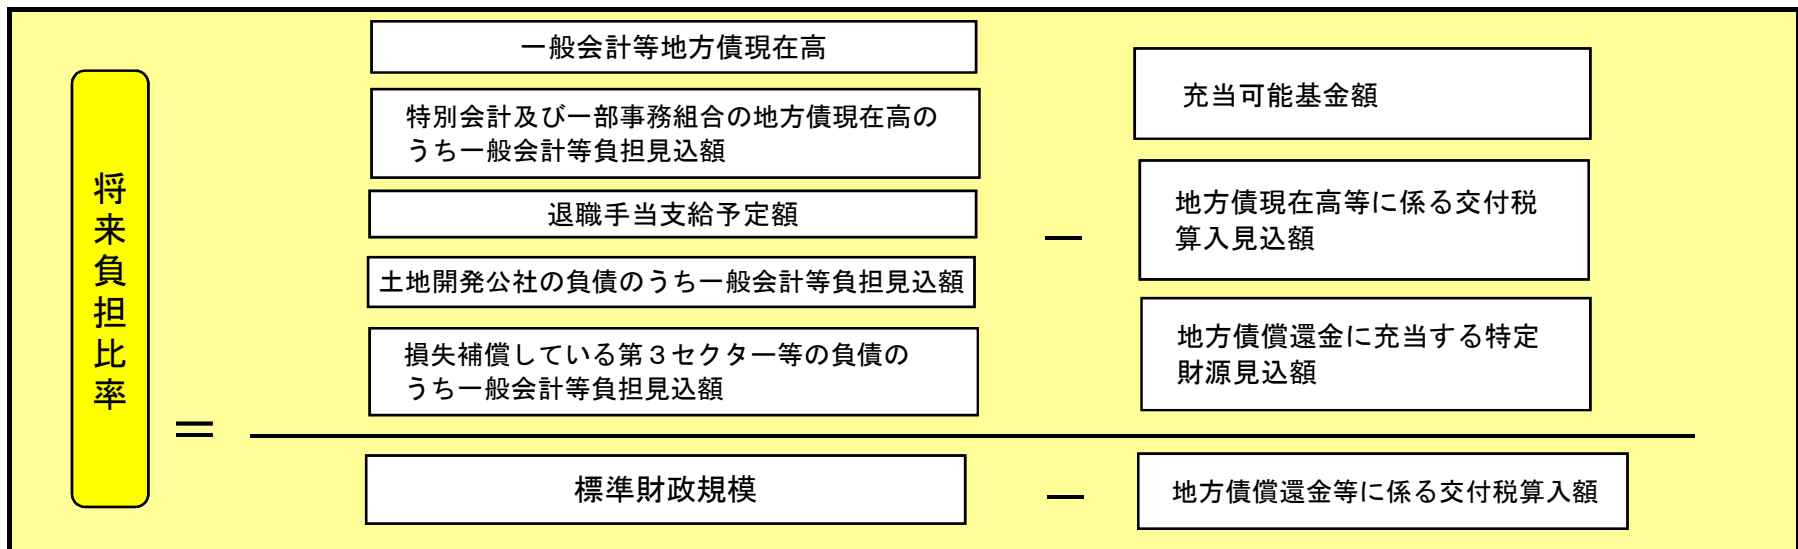 将来負担比率
＝
一般会計等地方債現在高
特別会計及び一部事務組合の地方債現在高の
うち一般会計等負担見込額
退職手当支給予定額
土地開発公社の負債のうち一般会計等負担見込額
損失補償している第３セクター等の負債の
うち一般会計等負担見込額
－
充当可能基金額
地方債現在高等に係る交付税
算入見込額
地方債償還金に充当する特定
財源見込額
標準財政規模
－
地方債償還金等に係る交付税算入額